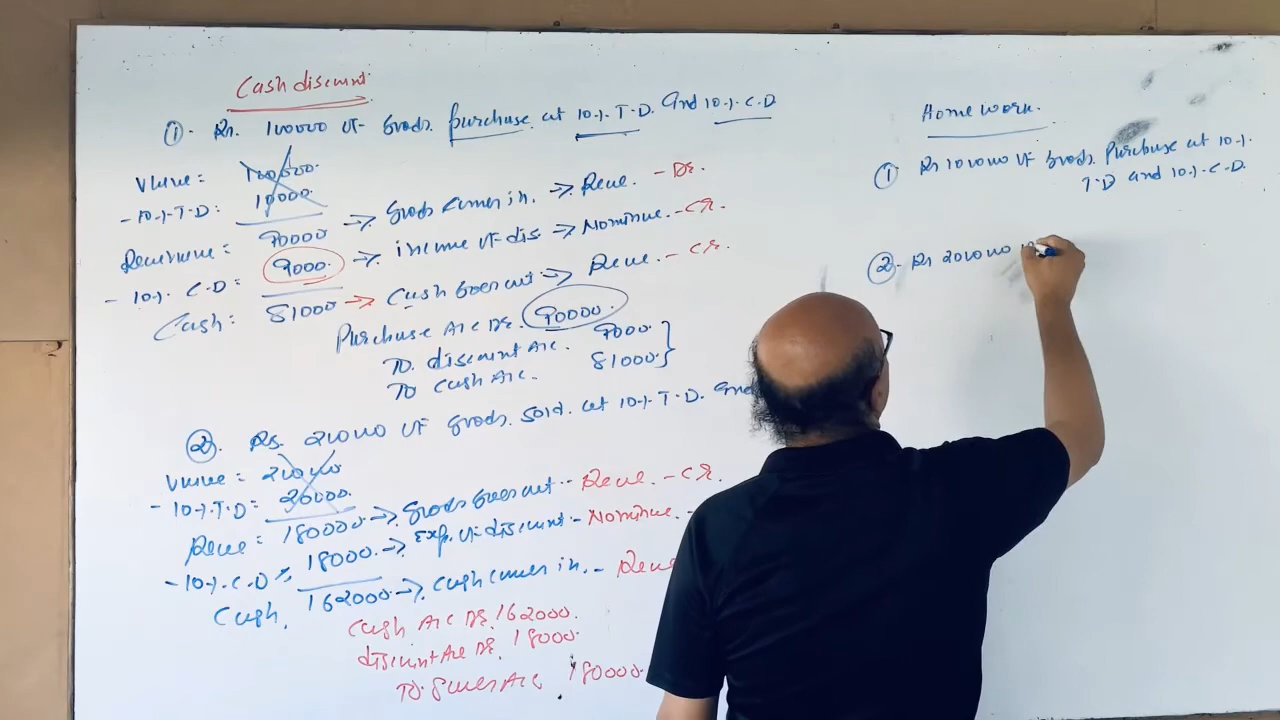 Cash discount.
①. Rs. 100000 of Goods. Purchase at 10% T.D. and 10% C.D
Value = 100000.
- 10% T.D: 10000
Real value = 90000 → Goods comes in. → Real. - Dr.
- 10% C.D: 9000. → income of dis → Nominal. - Cr.
Cash: 81000 → Cash Goes out → Real. - Cr.
Purchase A/c Dr. 90000.
To. discount A/c. 9000.
To Cash A/c. 81000.
②. Rs. 200000 of Goods. Sold. at 10% T.D. and
Value = 200000
- 10% T.D = 20000.
Real = 180000 → Goods Goes out - Real. - Cr.
- 10% C.D 18000. → Exp. of discount - Nominal. -
Cash. 162000 → Cash comes in. - Real
Cash A/c Dr. 162000.
discount A/c Dr. 18000.
To. Sales A/c 180000.
Home work.
① Rs 100000 of Goods. Purchase at 10%
T.D and 10% C.D.
②. Rs 200000